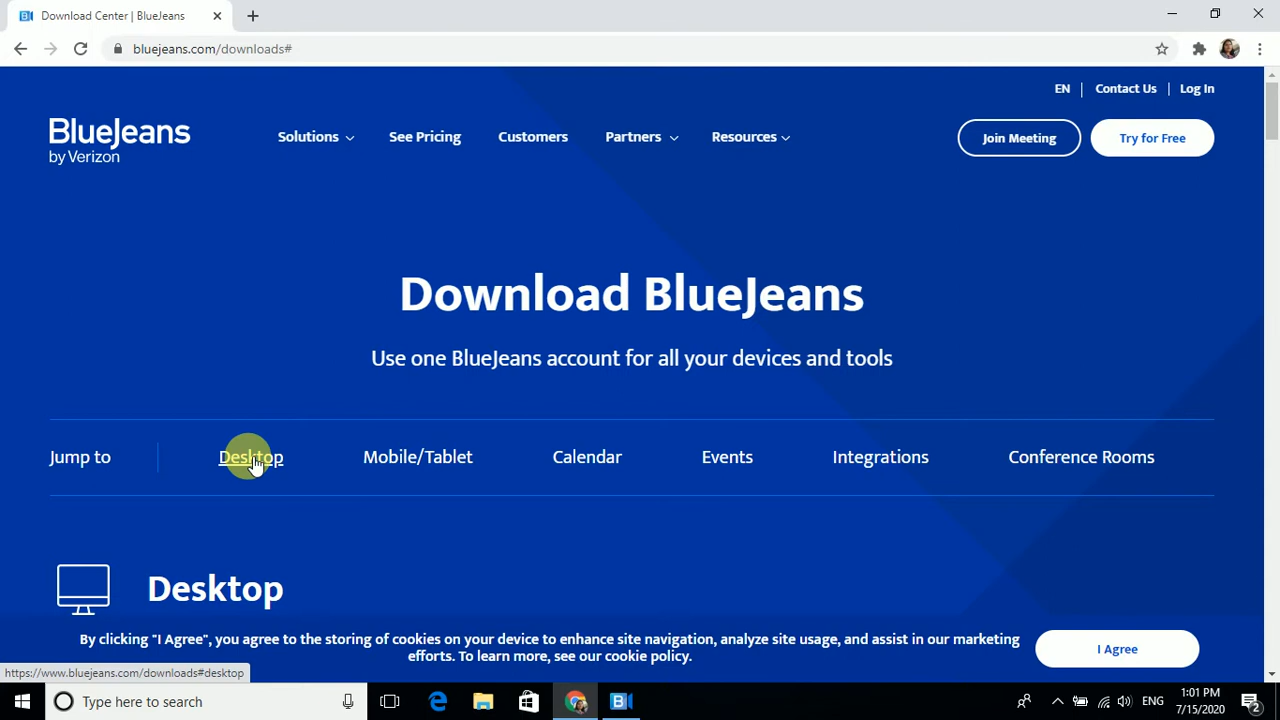 Download Center | BlueJeans
bluejeans.com/downloads#
EN | Contact Us | Log In
BlueJeans
by Verizon
Solutions See Pricing Customers Partners Resources
Join Meeting Try for Free
Download BlueJeans
Use one BlueJeans account for all your devices and tools
Jump to Desktop Mobile/Tablet Calendar Events Integrations Conference Rooms
Desktop
By clicking "I Agree", you agree to the storing of cookies on your device to enhance site navigation, analyze site usage, and assist in our marketing
efforts. To learn more, see our cookie policy.
I Agree
https://www.bluejeans.com/downloads#desktop
Type here to search
ENG
1:01 PM
7/15/2020
2